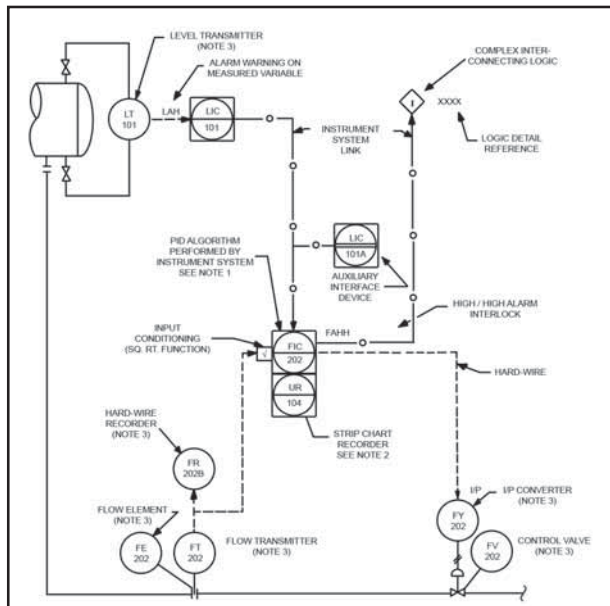 LEVEL TRANSMITTER
(NOTE 3)
ALARM WARNING ON
MEASURED VARIABLE
COMPLEX INTER-
CONNECTING LOGIC
LT
101
LAH
LIC
101
I
XXXX
INSTRUMENT
SYSTEM
LINK
LOGIC DETAIL
REFERENCE
PID ALGORITHM
PERFORMED BY
INSTRUMENT SYSTEM
SEE NOTE 1
LIC
101A
AUXILIARY
INTERFACE
DEVICE
HIGH / HIGH ALARM
INTERLOCK
INPUT
CONDITIONING
(SQ. RT. FUNCTION)
√
FIC
202
FAHH
HARD-WIRE
UR
104
STRIP CHART
RECORDER
SEE NOTE 2
HARD-WIRE
RECORDER
(NOTE 3)
FR
202B
FLOW ELEMENT
(NOTE 3)
FE
202
FT
202
FLOW TRANSMITTER
(NOTE 3)
I/P
I/P CONVERTER
(NOTE 3)
FY
202
FV
202
CONTROL VALVE
(NOTE 3)